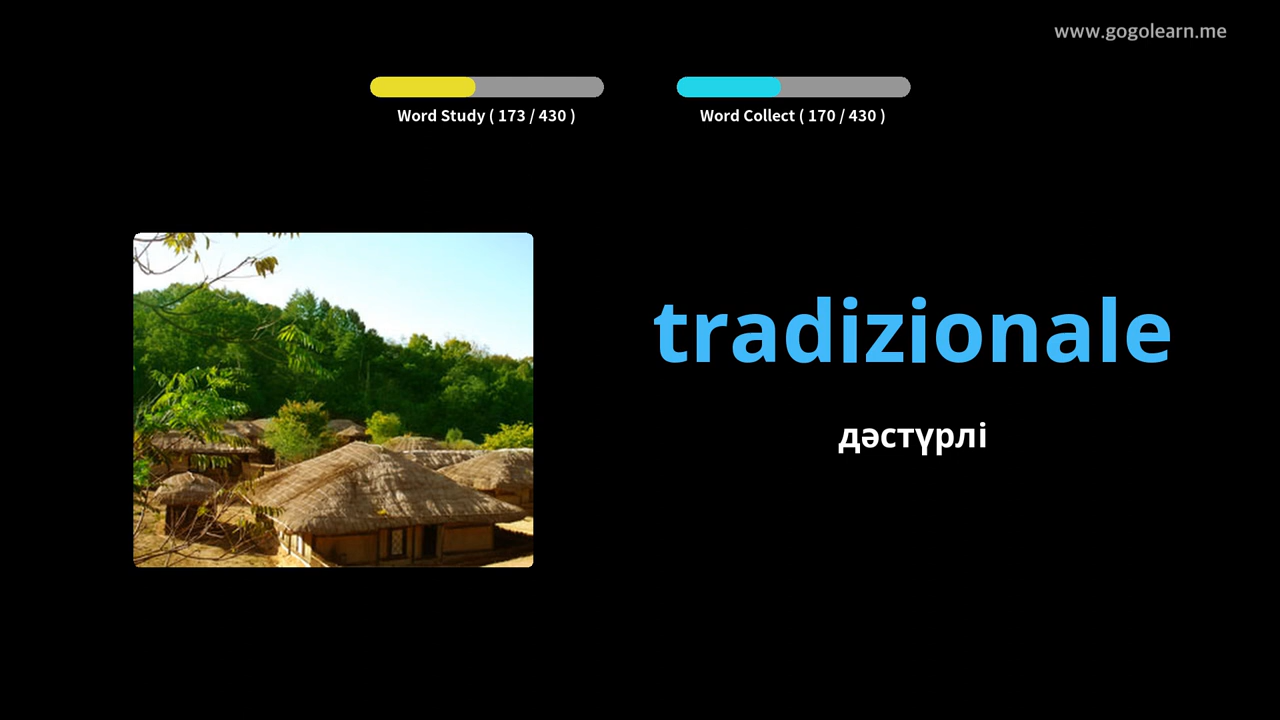 www.gogolearn.me
Word Study ( 173 / 430 )
Word Collect ( 170 / 430 )
tradizionale
дәстүрлі